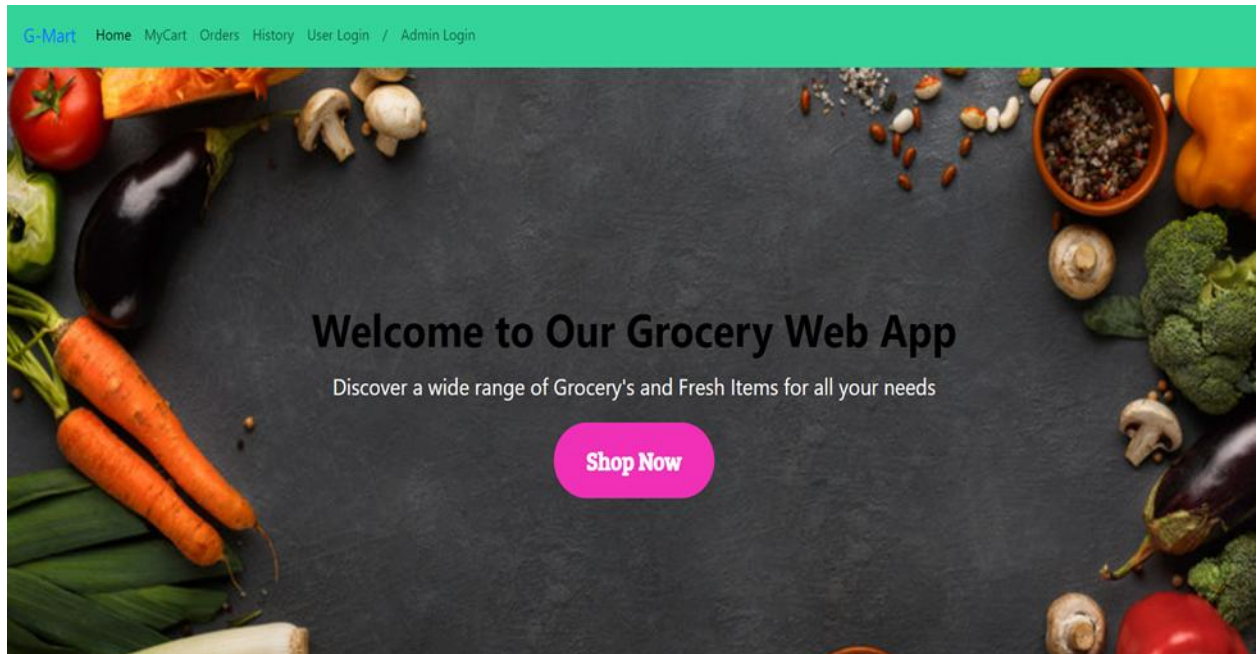 G-Mart Home MyCart Orders History User Login / Admin Login
Welcome to Our Grocery Web App
Discover a wide range of Grocery's and Fresh Items for all your needs
Shop Now